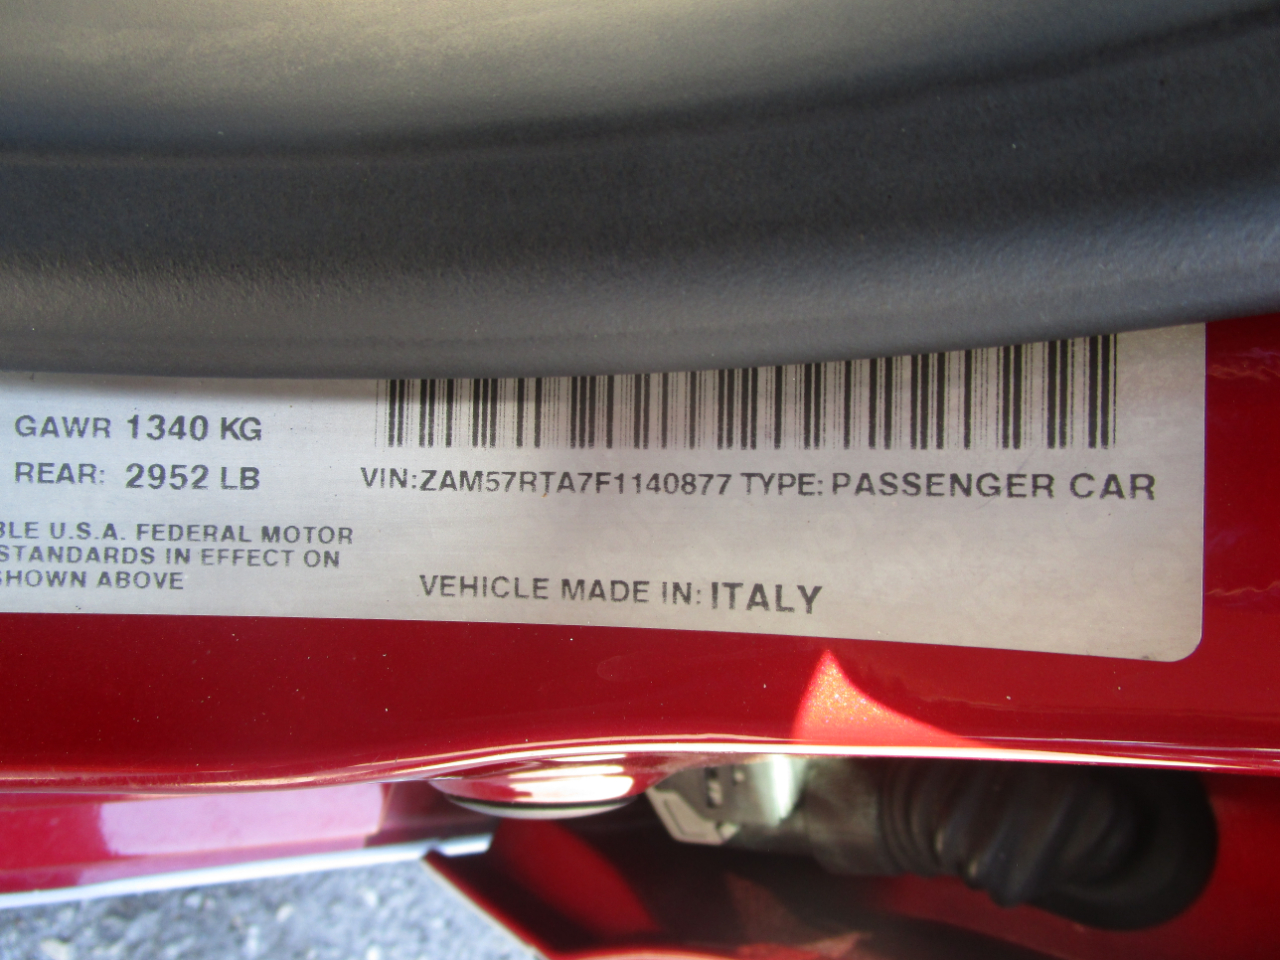 GAWR 1340 KG
REAR: 2952 LB
VIN:ZAM57RTA7F1140877 TYPE: PASSENGER CAR
BLE U.S.A. FEDERAL MOTOR
STANDARDS IN EFFECT ON
SHOWN ABOVE
VEHICLE MADE IN: ITALY